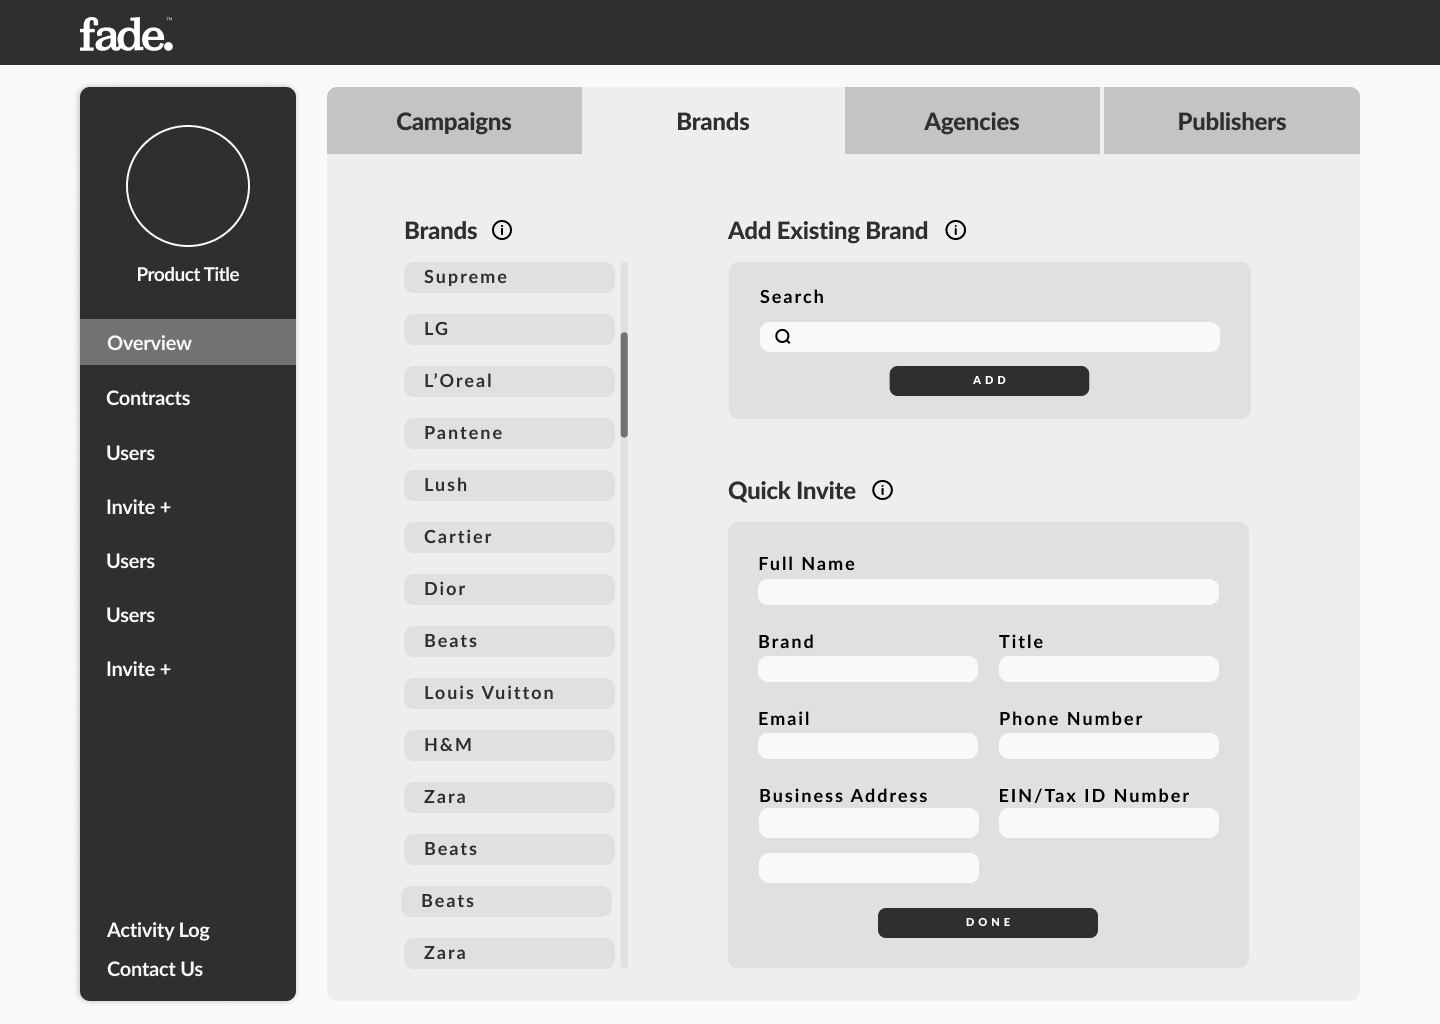 fade.™
Product Title
Overview
Contracts
Users
Invite +
Users
Users
Invite +
Activity Log
Contact Us
Campaigns
Brands
Agencies
Publishers
Brands
Supreme
LG
L’Oreal
Pantene
Lush
Cartier
Dior
Beats
Louis Vuitton
H&M
Zara
Beats
Beats
Zara
Add Existing Brand
Search
ADD
Quick Invite
Full Name
Brand
Title
Email
Phone Number
Business Address
EIN/Tax ID Number
DONE